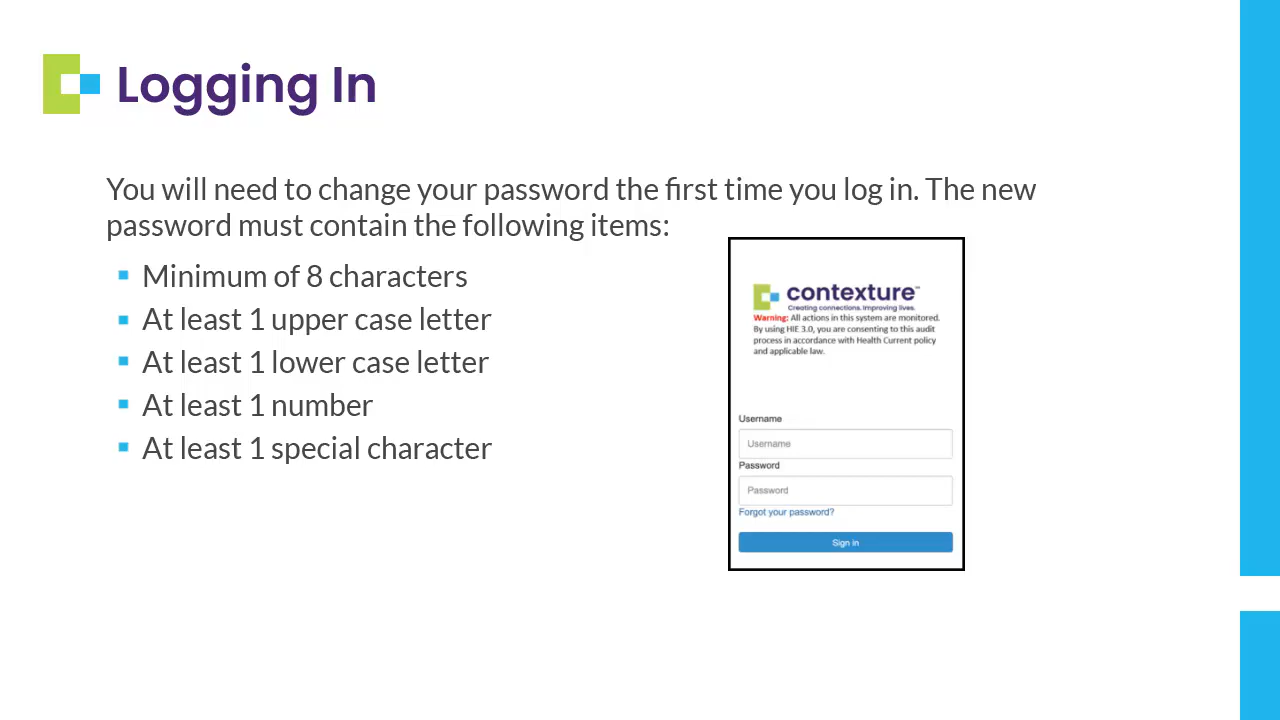 Logging In
You will need to change your password the first time you log in. The new
password must contain the following items:
Minimum of 8 characters
At least 1 upper case letter
At least 1 lower case letter
At least 1 number
At least 1 special character
contexture™
Creating connections. Improving lives.
Warning: All actions in this system are monitored.
By using HIE 3.0, you are consenting to this audit
process in accordance with Health Current policy
and applicable law.
Username
Username
Password
Password
Forgot your password?
Sign in